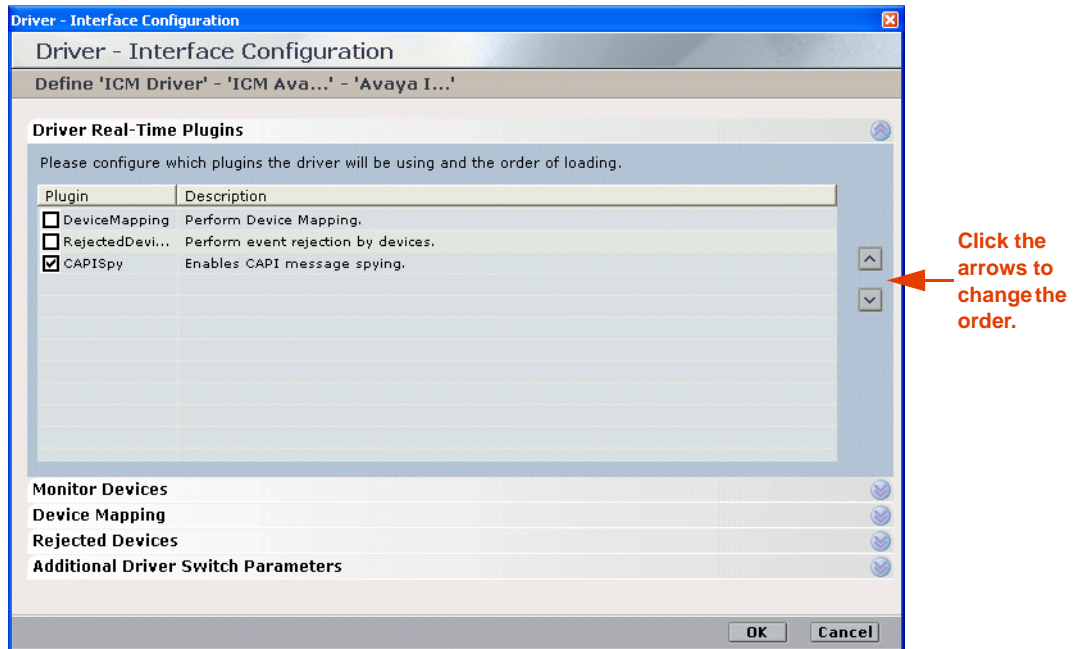 Driver - Interface Configuration
Driver - Interface Configuration
Define 'ICM Driver' - 'ICM Ava...' - 'Avaya I...'
Driver Real-Time Plugins
Please configure which plugins the driver will be using and the order of loading.
Plugin Description
DeviceMapping Perform Device Mapping.
RejectedDevi... Perform event rejection by devices.
CAPISpy Enables CAPI message spying.
Click the
arrows to
change the
order.
Monitor Devices
Device Mapping
Rejected Devices
Additional Driver Switch Parameters
OK Cancel